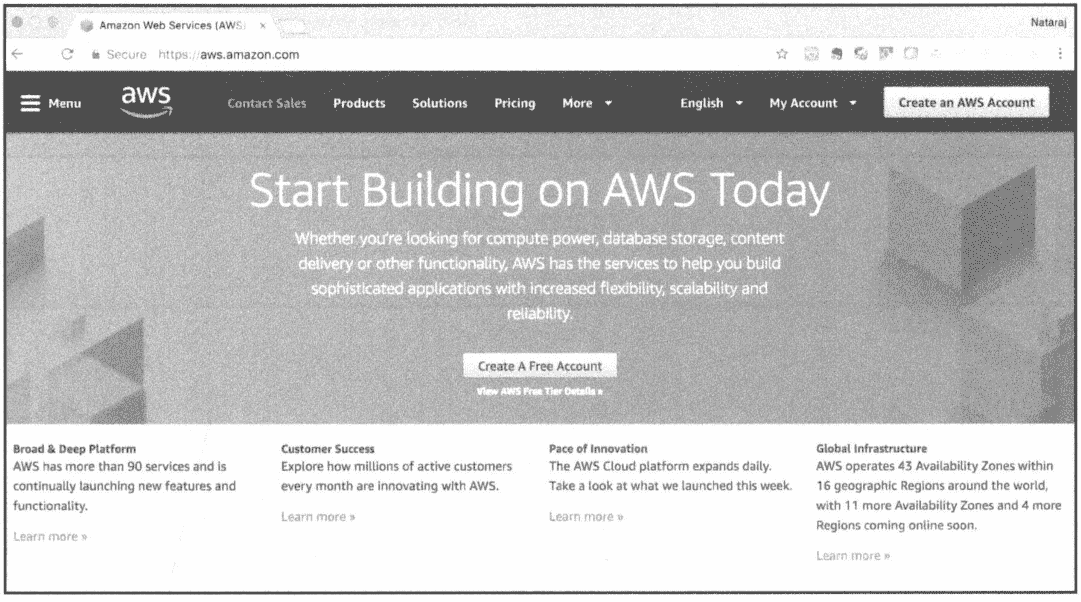 Amazon Web Services (AWS)
Nataraj
Secure https://aws.amazon.com
Menu
aws
Contact Sales Products Solutions Pricing More
English My Account Create an AWS Account
Start Building on AWS Today
Whether you're looking for compute power, database storage, content
delivery or other functionality, AWS has the services to help you build
sophisticated applications with increased flexibility, scalability and
reliability.
Create A Free Account
View AWS Free Tier Details »
Broad & Deep Platform
AWS has more than 90 services and is
continually launching new features and
functionality.
Learn more »
Customer Success
Explore how millions of active customers
every month are innovating with AWS.
Learn more »
Pace of Innovation
The AWS Cloud platform expands daily.
Take a look at what we launched this week.
Learn more »
Global Infrastructure
AWS operates 43 Availability Zones within
16 geographic Regions around the world,
with 11 more Availability Zones and 4 more
Regions coming online soon.
Learn more »